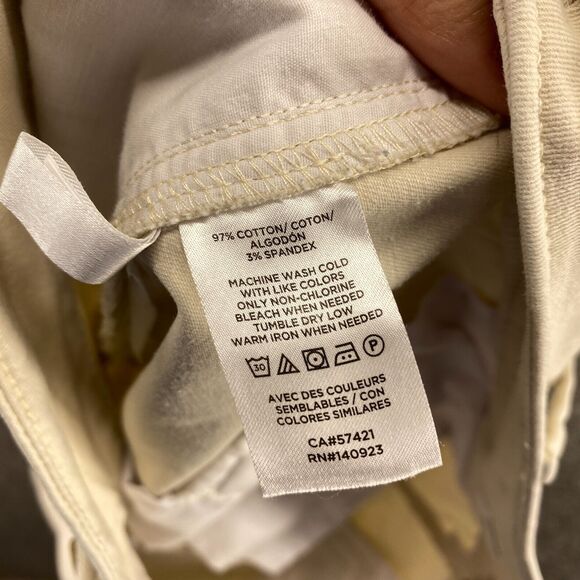 97% COTTON/ COTON/
ALGODÓN
3% SPANDEX
MACHINE WASH COLD
WITH LIKE COLORS
ONLY NON-CHLORINE
BLEACH WHEN NEEDED
TUMBLE DRY LOW
WARM IRON WHEN NEEDED
30 P
AVEC DES COULEURS
SEMBLABLES / CON
COLORES SIMILARES
CA#57421
RN#140923